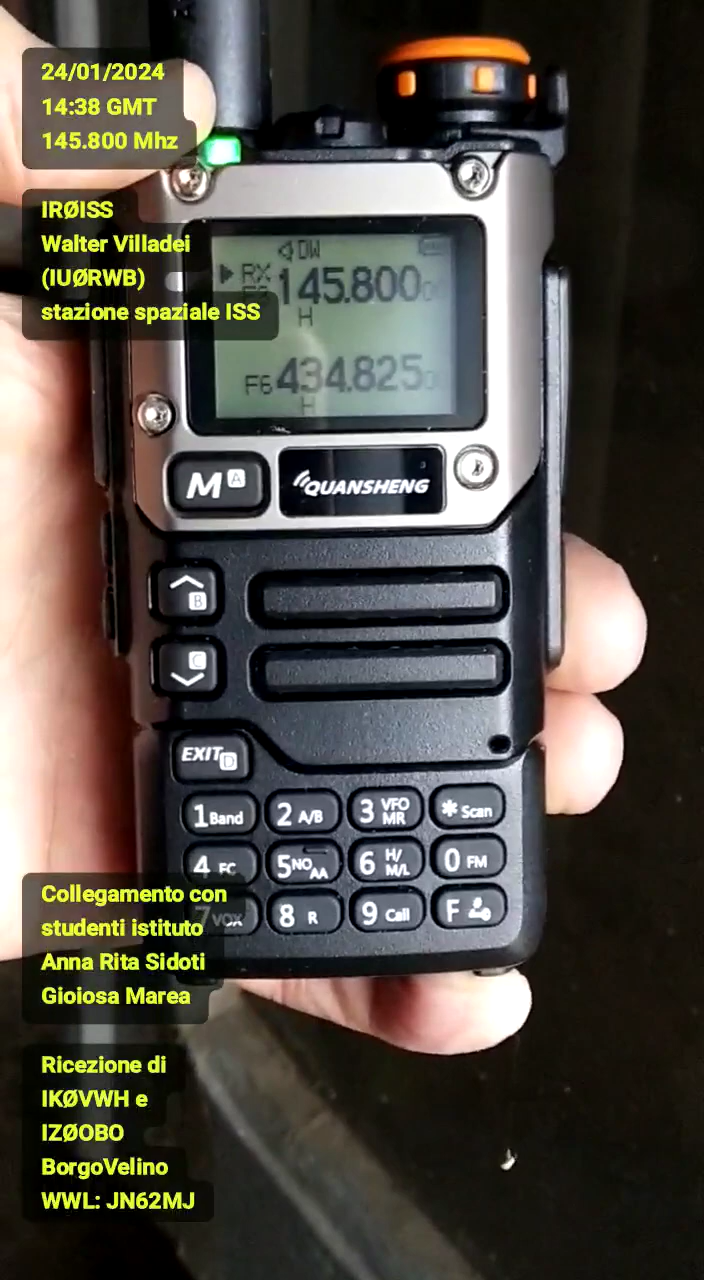 24/01/2024
14:38 GMT
145.800 Mhz
IRØISS
Walter Villadei
(IUØRWB)
stazione spaziale ISS
DW
RX 145.800
H
F6 434.825
H
M A
QUANSHENG
B
C
EXIT D
1 Band 2 A/B 3 VFO MR * Scan
4 FC 5 NOAA 6 H/M/L 0 FM
7 VOX 8 R 9 Call F
Collegamento con
studenti istituto
Anna Rita Sidoti
Gioiosa Marea
Ricezione di
IKØVWH e
IZØOBO
BorgoVelino
WWL: JN62MJ